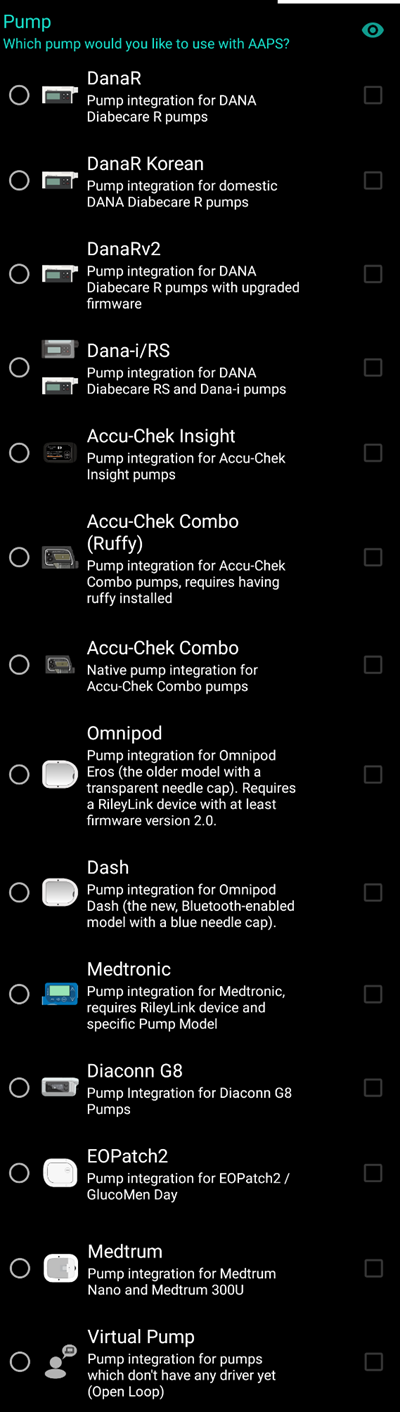 Pump
Which pump would you like to use with AAPS?
DanaR
Pump integration for DANA
Diabecare R pumps
DanaR Korean
Pump integration for domestic
DANA Diabecare R pumps
DanaRv2
Pump integration for DANA
Diabecare R pumps with upgraded
firmware
Dana-i/RS
Pump integration for DANA
Diabecare RS and Dana-i pumps
Accu-Chek Insight
Pump integration for Accu-Chek
Insight pumps
Accu-Chek Combo
(Ruffy)
Pump integration for Accu-Chek
Combo pumps, requires having
ruffy installed
Accu-Chek Combo
Native pump integration for
Accu-Chek Combo pumps
Omnipod
Pump integration for Omnipod
Eros (the older model with a
transparent needle cap). Requires
a RileyLink device with at least
firmware version 2.0.
Dash
Pump integration for Omnipod
Dash (the new, Bluetooth-enabled
model with a blue needle cap).
Medtronic
Pump integration for Medtronic,
requires RileyLink device and
specific Pump Model
Diaconn G8
Pump Integration for Diaconn G8
Pumps
EOPatch2
Pump integration for EOPatch2 /
GlucoMen Day
Medtrum
Pump integration for Medtrum
Nano and Medtrum 300U
Virtual Pump
Pump integration for pumps
which don't have any driver yet
(Open Loop)